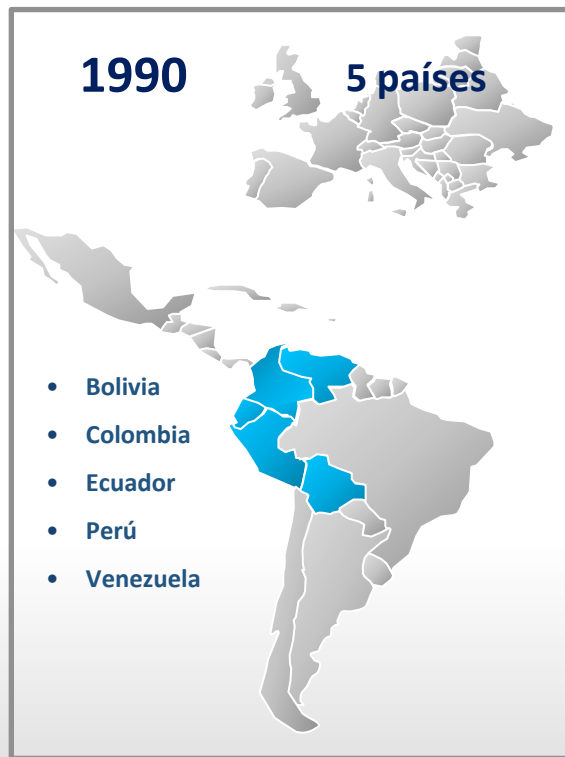 1990 5 países
• Bolivia
• Colombia
• Ecuador
• Perú
• Venezuela